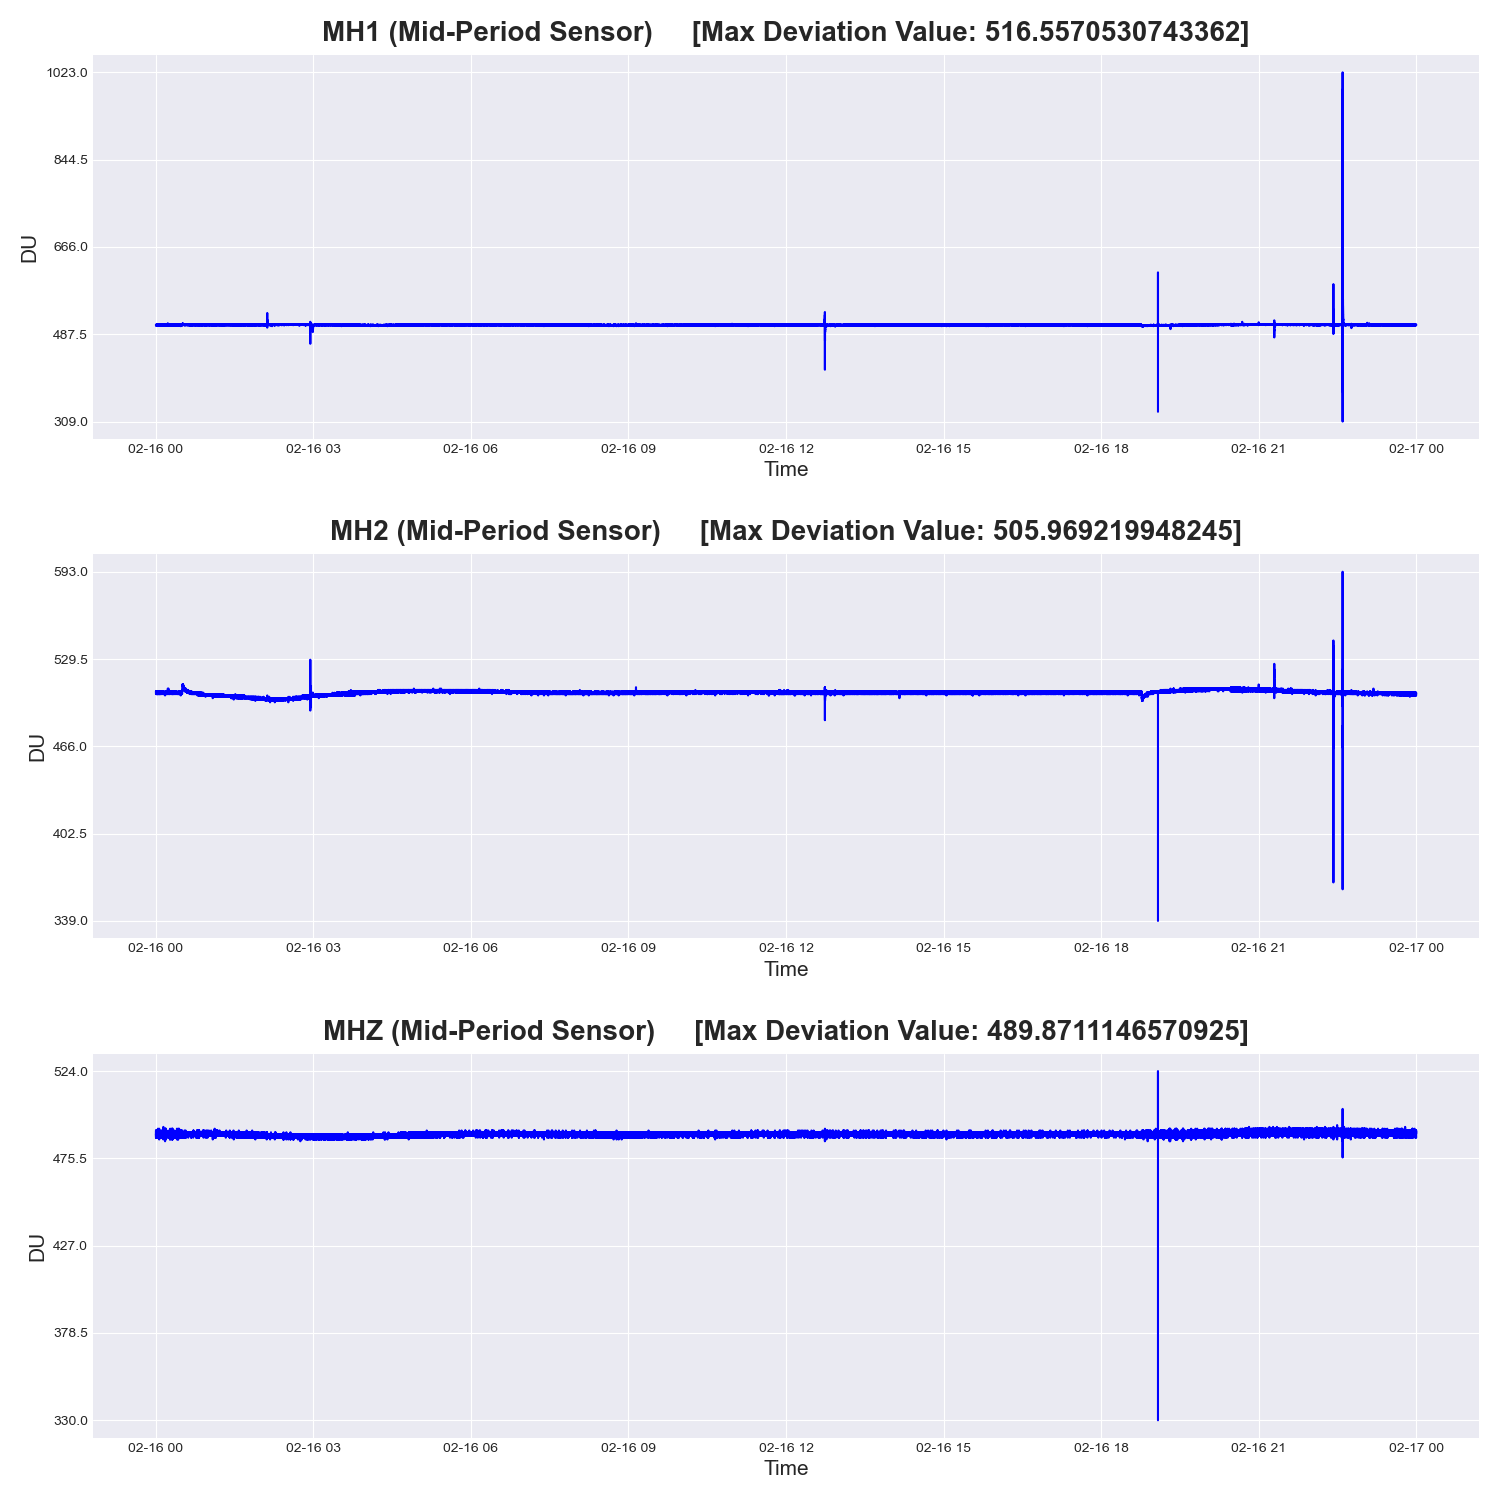 MH1 (Mid-Period Sensor) [Max Deviation Value: 516.5570530743362]
1023.0
844.5
666.0
487.5
309.0
DU
02-16 00 02-16 03 02-16 06 02-16 09 02-16 12 02-16 15 02-16 18 02-16 21 02-17 00
Time
MH2 (Mid-Period Sensor) [Max Deviation Value: 505.969219948245]
593.0
529.5
466.0
402.5
339.0
DU
02-16 00 02-16 03 02-16 06 02-16 09 02-16 12 02-16 15 02-16 18 02-16 21 02-17 00
Time
MHZ (Mid-Period Sensor) [Max Deviation Value: 489.8711146570925]
524.0
475.5
427.0
378.5
330.0
DU
02-16 00 02-16 03 02-16 06 02-16 09 02-16 12 02-16 15 02-16 18 02-16 21 02-17 00
Time